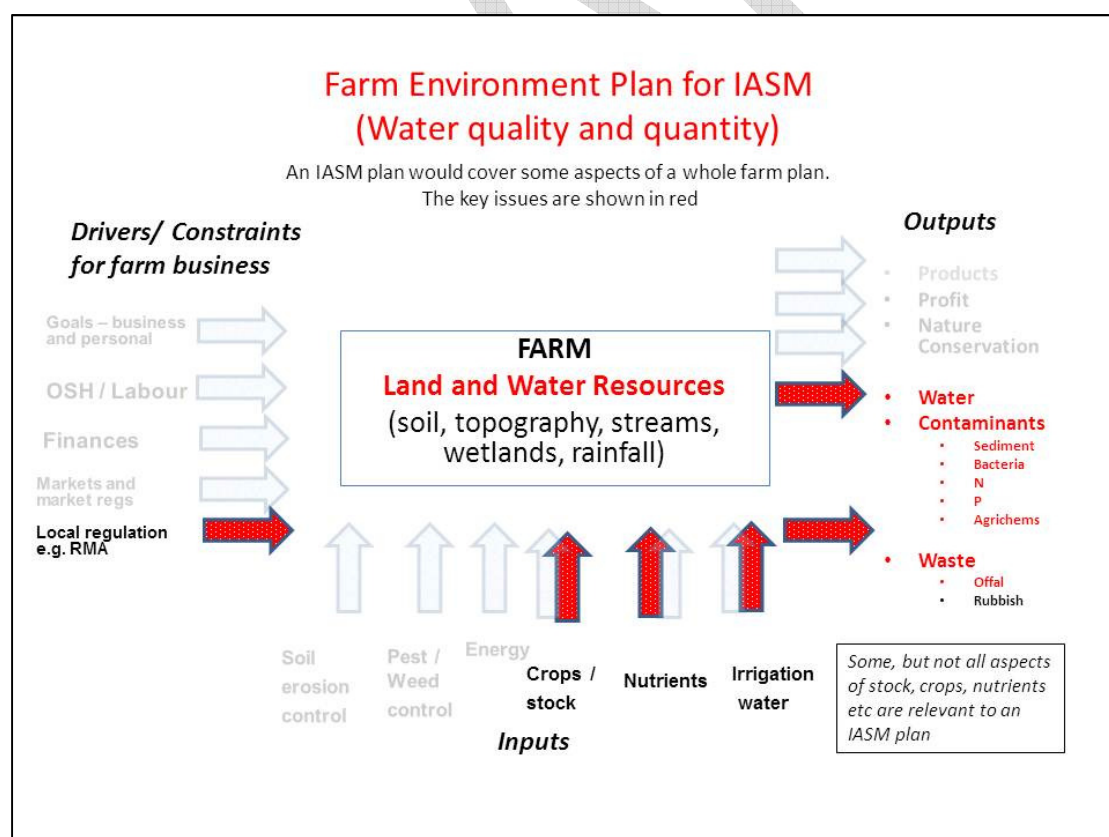 Farm Environment Plan for IASM
(Water quality and quantity)
An IASM plan would cover some aspects of a whole farm plan.
The key issues are shown in red
Drivers/ Constraints
for farm business
Goals – business
and personal
OSH / Labour
Finances
Markets and
market regs
Local regulation
e.g. RMA
FARM
Land and Water Resources
(soil, topography, streams,
wetlands, rainfall)
Outputs
• Products
• Profit
• Nature
Conservation
• Water
• Contaminants
▪ Sediment
▪ Bacteria
▪ N
▪ P
▪ Agrichems
• Waste
▪ Offal
▪ Rubbish
Soil
erosion
control
Pest /
Weed
control
Energy
Crops /
stock
Nutrients
Irrigation
water
Inputs
Some, but not all aspects
of stock, crops, nutrients
etc are relevant to an
IASM plan